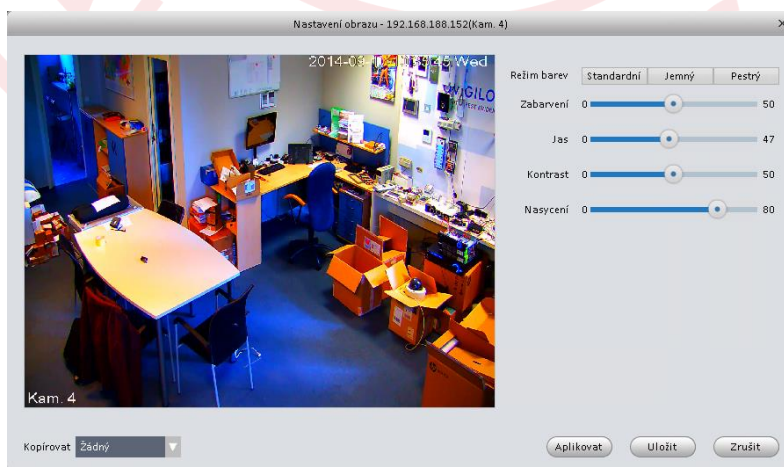 Nastavení obrazu - 192.168.188.152(Kam. 4)
Wed
Kam. 4
Režim barev Standardní Jemný Pestrý
Zabarvení 0 50
Jas 0 47
Kontrast 0 50
Nasycení 0 80
Kopírovat Žádný
Aplikovat Uložit Zrušit